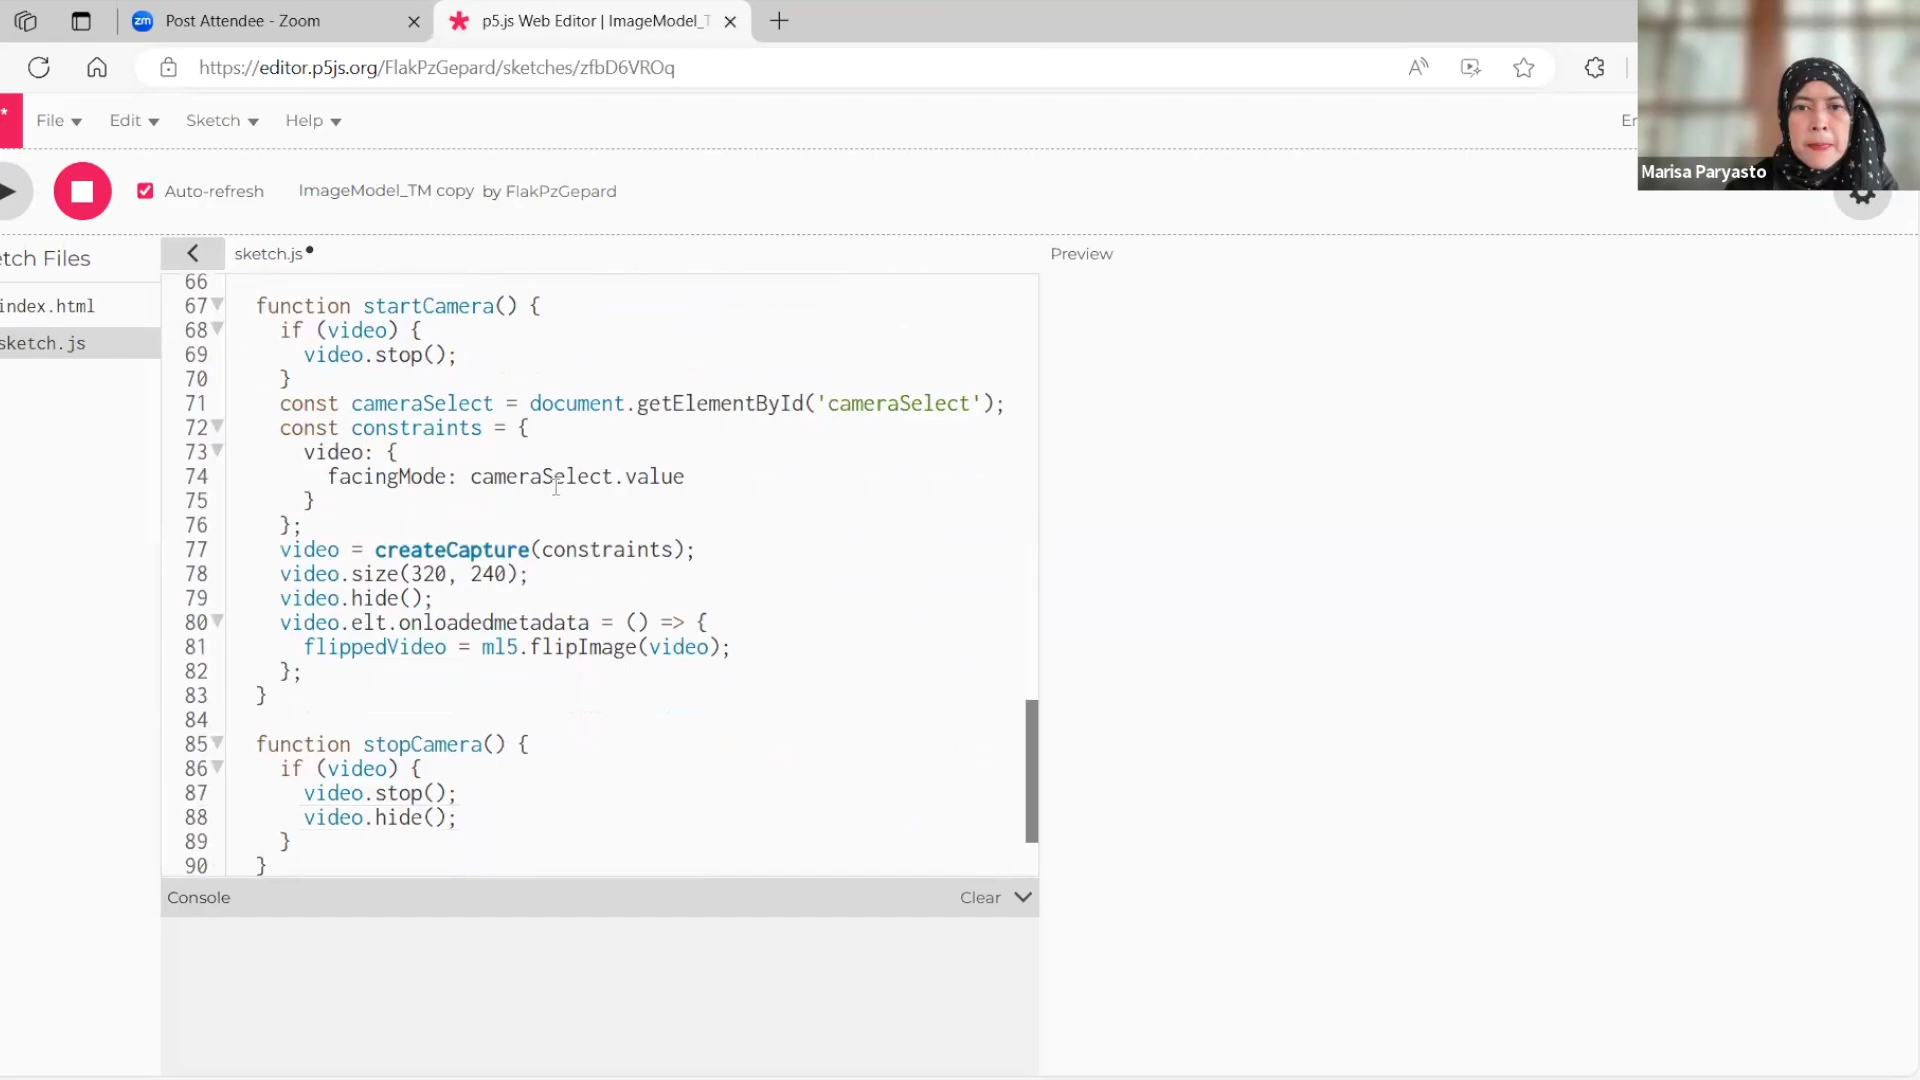 zm Post Attendee - Zoom
p5.js Web Editor | ImageModel_T
https://editor.p5js.org/FlakPzGepard/sketches/zfbD6VROq
File Edit Sketch Help
Marisa Paryasto
Auto-refresh ImageModel_TM copy by FlakPzGepard
etch Files
sketch.js
Preview
index.html
sketch.js
66
67 function startCamera() {
68 if (video) {
69 video.stop();
70 }
71 const cameraSelect = document.getElementById('cameraSelect');
72 const constraints = {
73 video: {
74 facingMode: cameraSelect.value
75 }
76 };
77 video = createCapture(constraints);
78 video.size(320, 240);
79 video.hide();
80 video.elt.onloadedmetadata = () => {
81 flippedVideo = ml5.flipImage(video);
82 };
83 }
84
85 function stopCamera() {
86 if (video) {
87 video.stop();
88 video.hide();
89 }
90 }
Console Clear